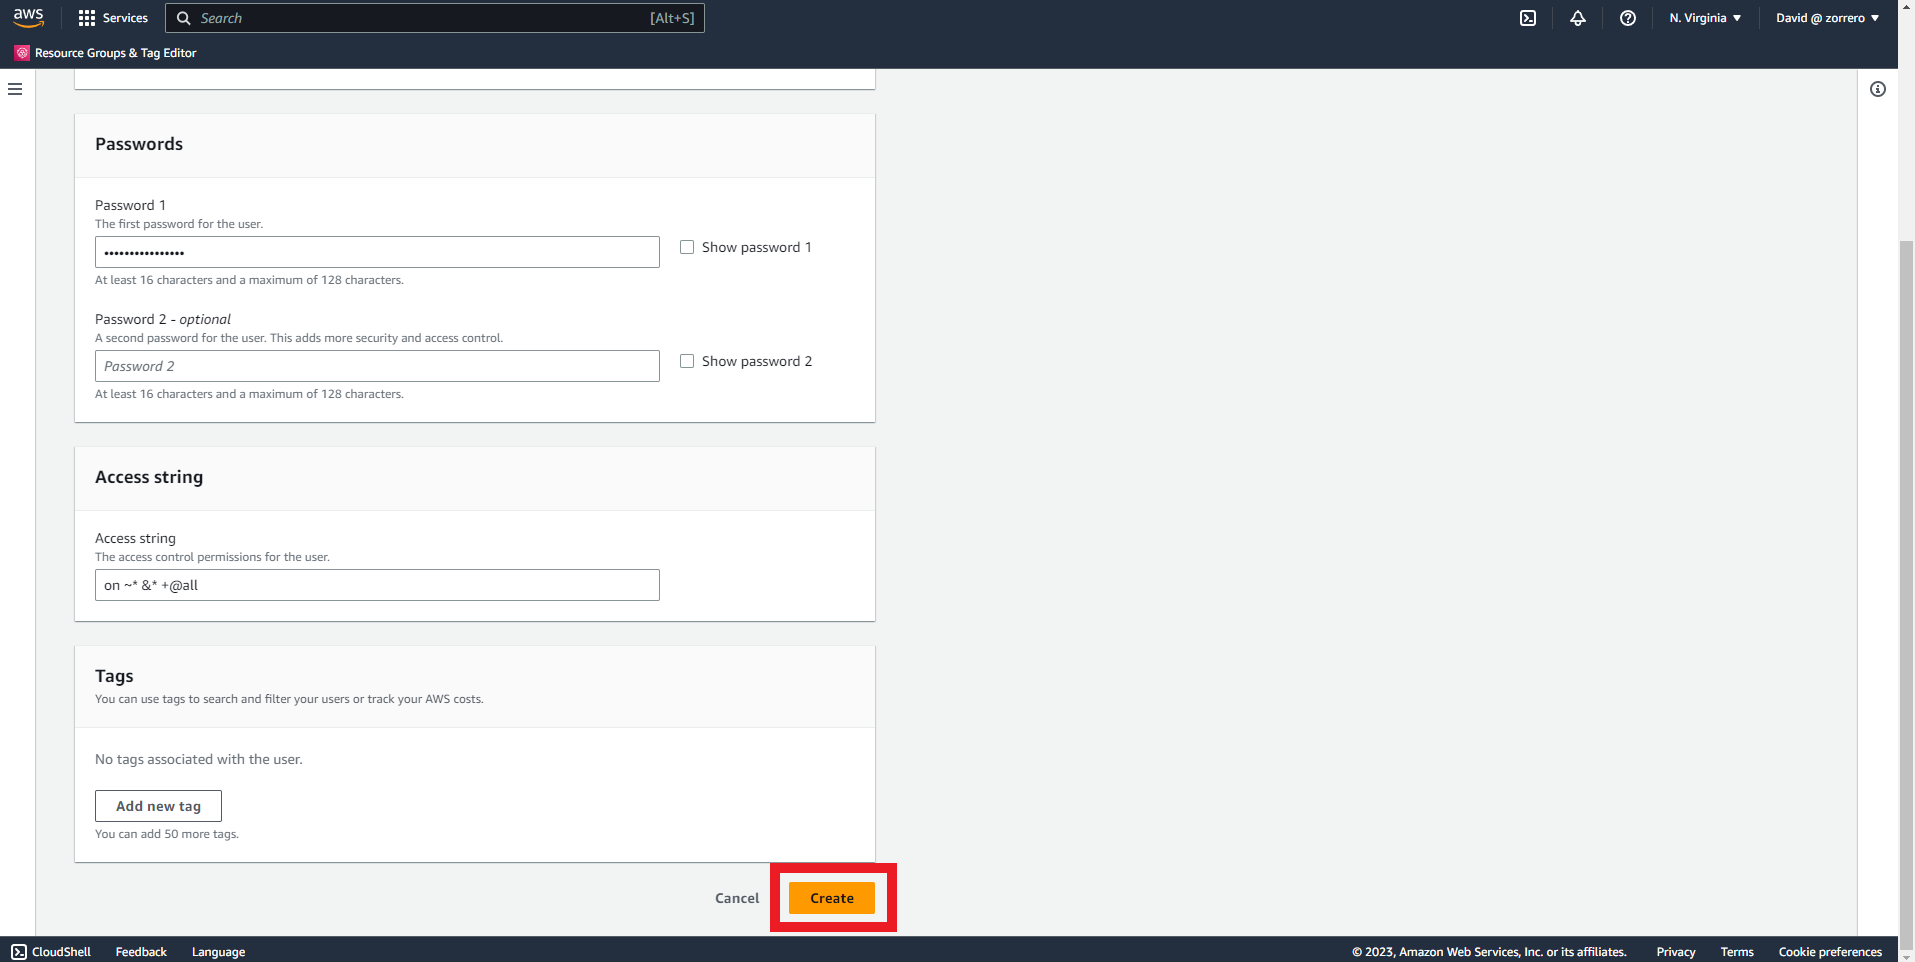 aws Services Search [Alt+S] N. Virginia David @ zorrero
Resource Groups & Tag Editor
Passwords
Password 1
The first password for the user.
•••••••••••••••• Show password 1
At least 16 characters and a maximum of 128 characters.
Password 2 - optional
A second password for the user. This adds more security and access control.
Password 2 Show password 2
At least 16 characters and a maximum of 128 characters.
Access string
Access string
The access control permissions for the user.
on ~* &* +@all
Tags
You can use tags to search and filter your users or track your AWS costs.
No tags associated with the user.
Add new tag
You can add 50 more tags.
Cancel Create
CloudShell Feedback Language © 2023, Amazon Web Services, Inc. or its affiliates. Privacy Terms Cookie preferences